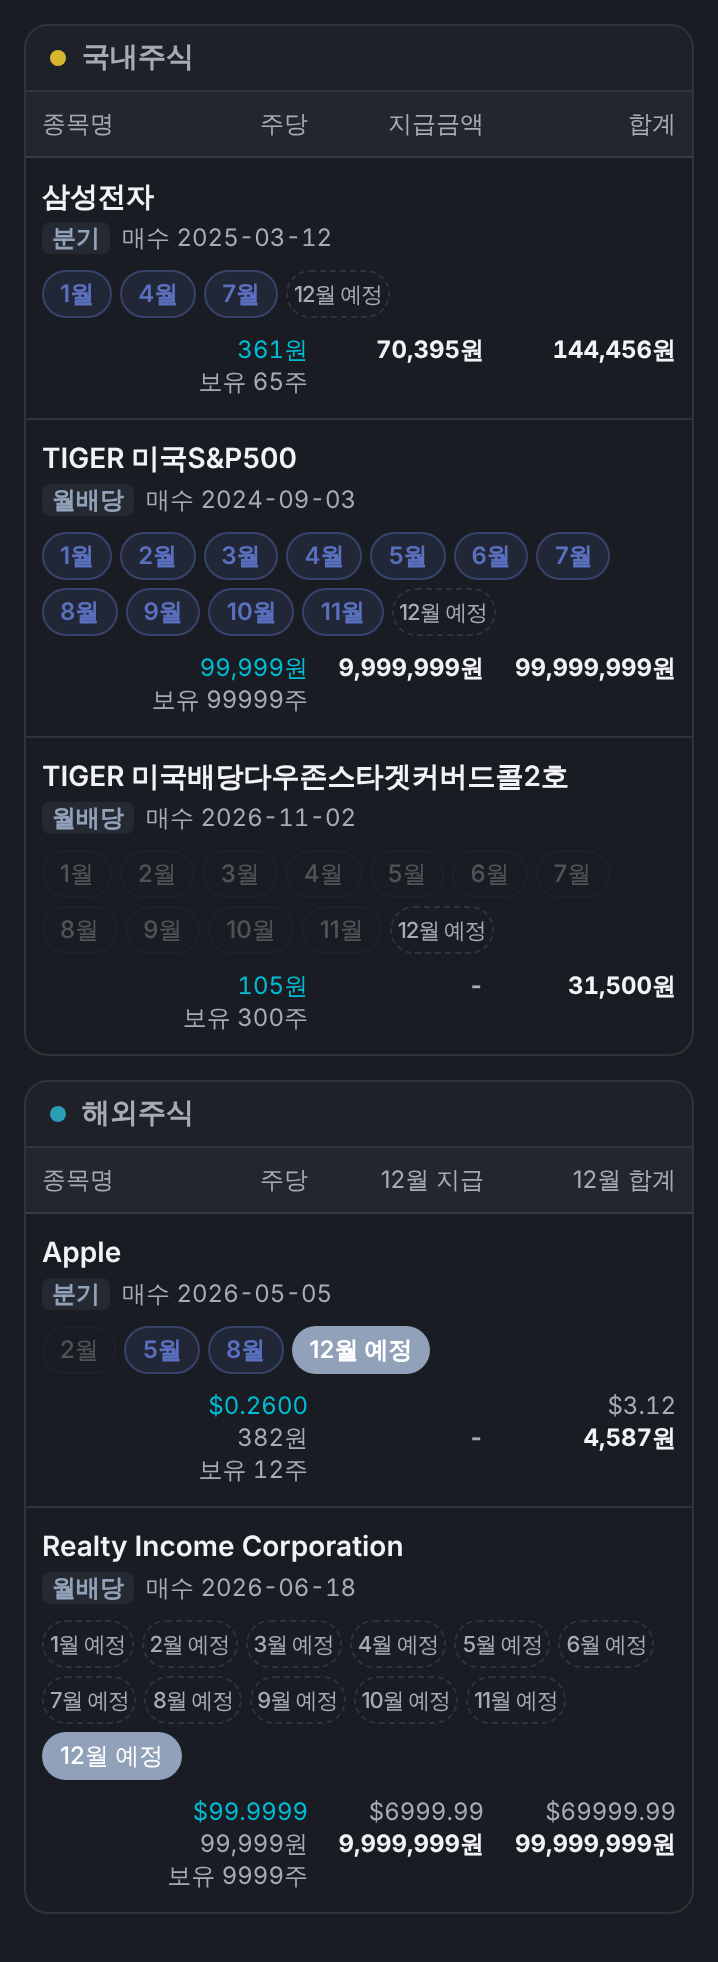 국내주식
종목명 주당 지급금액 합계
삼성전자
분기 매수 2025-03-12
1월 4월 7월 12월 예정
361원 70,395원 144,456원
보유 65주
TIGER 미국S&P500
월배당 매수 2024-09-03
1월 2월 3월 4월 5월 6월 7월
8월 9월 10월 11월 12월 예정
99,999원 9,999,999원 99,999,999원
보유 99999주
TIGER 미국배당다우존스타겟커버드콜2호
월배당 매수 2026-11-02
1월 2월 3월 4월 5월 6월 7월
8월 9월 10월 11월 12월 예정
105원 - 31,500원
보유 300주
해외주식
종목명 주당 12월 지급 12월 합계
Apple
분기 매수 2026-05-05
2월 5월 8월 12월 예정
$0.2600 $3.12
382원 - 4,587원
보유 12주
Realty Income Corporation
월배당 매수 2026-06-18
1월 예정 2월 예정 3월 예정 4월 예정 5월 예정 6월 예정
7월 예정 8월 예정 9월 예정 10월 예정 11월 예정
12월 예정
$99.9999 $6999.99 $69999.99
99,999원 9,999,999원 99,999,999원
보유 9999주